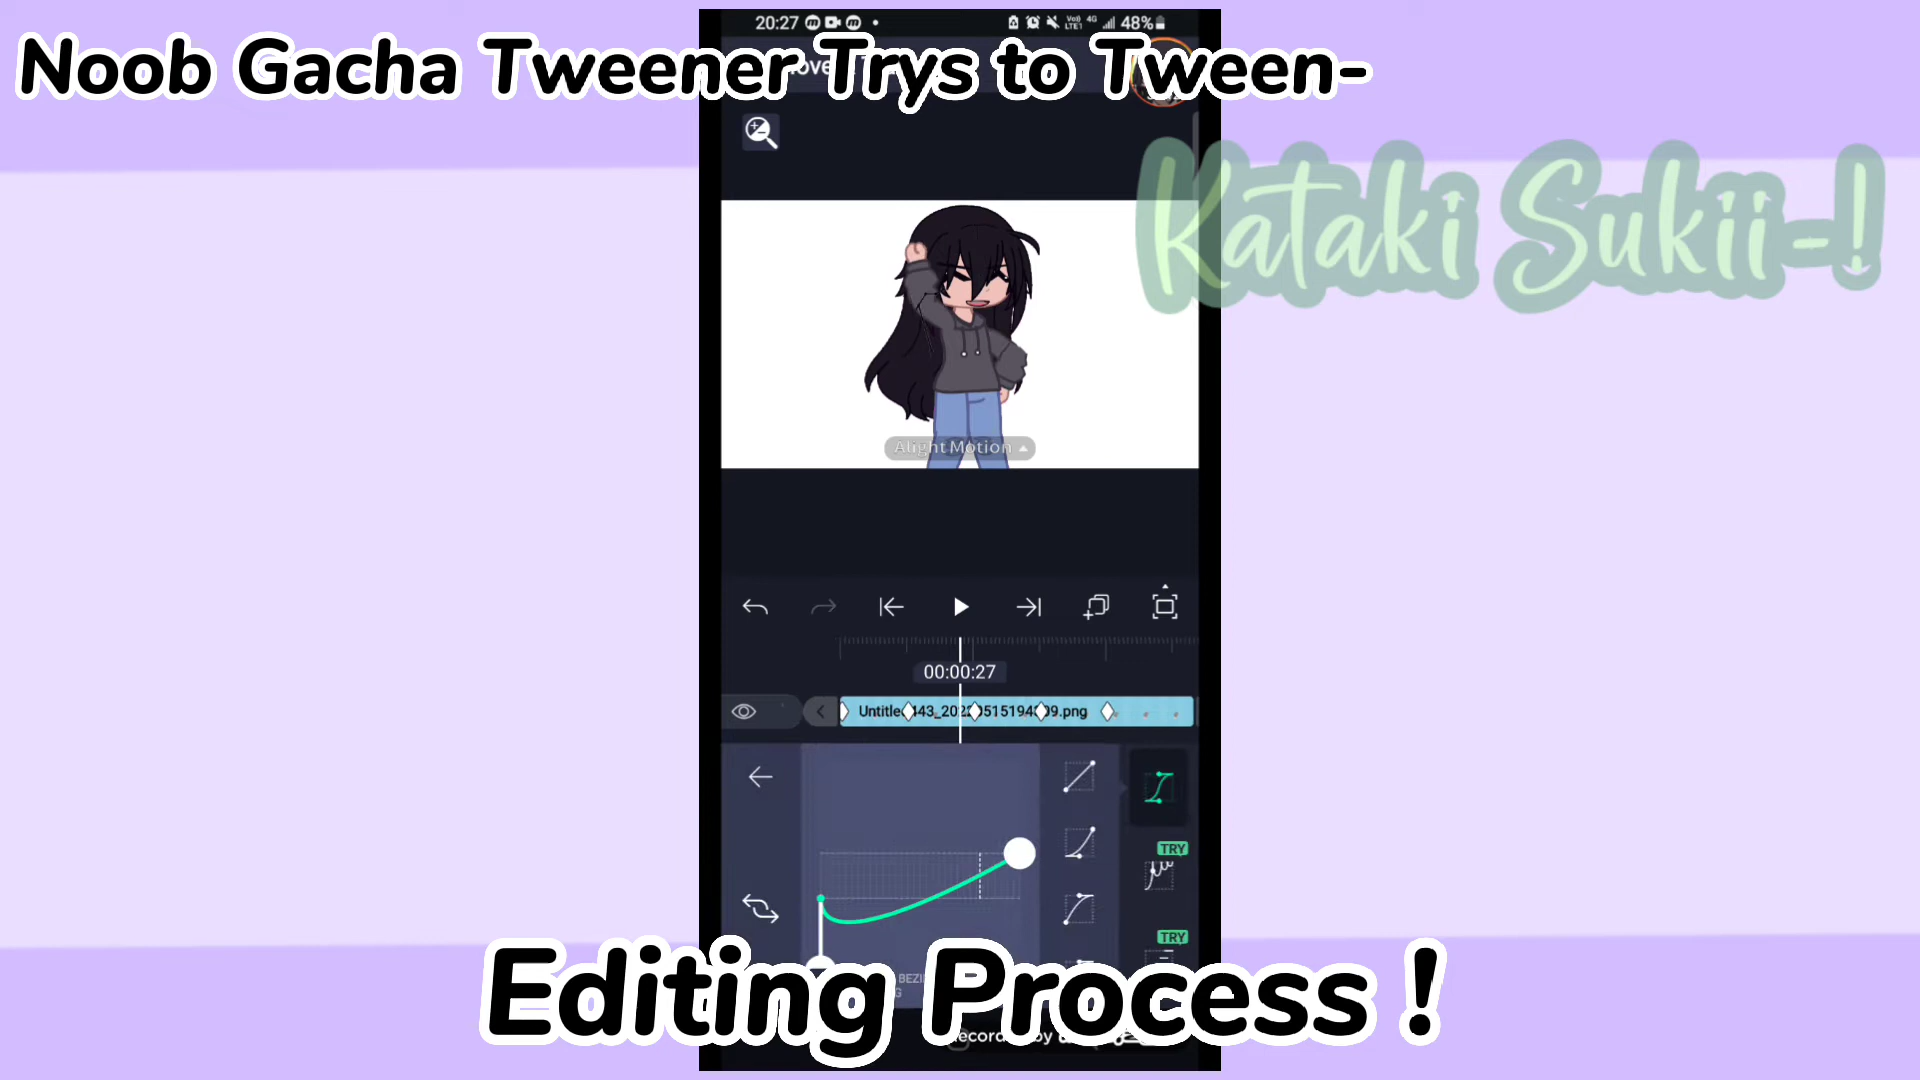 20:27 48%
Noob Gacha Tweener Trys to Tween-
Kataki Sukii-!
Alight Motion
00:00:27
TRY
TRY
Editing Process !